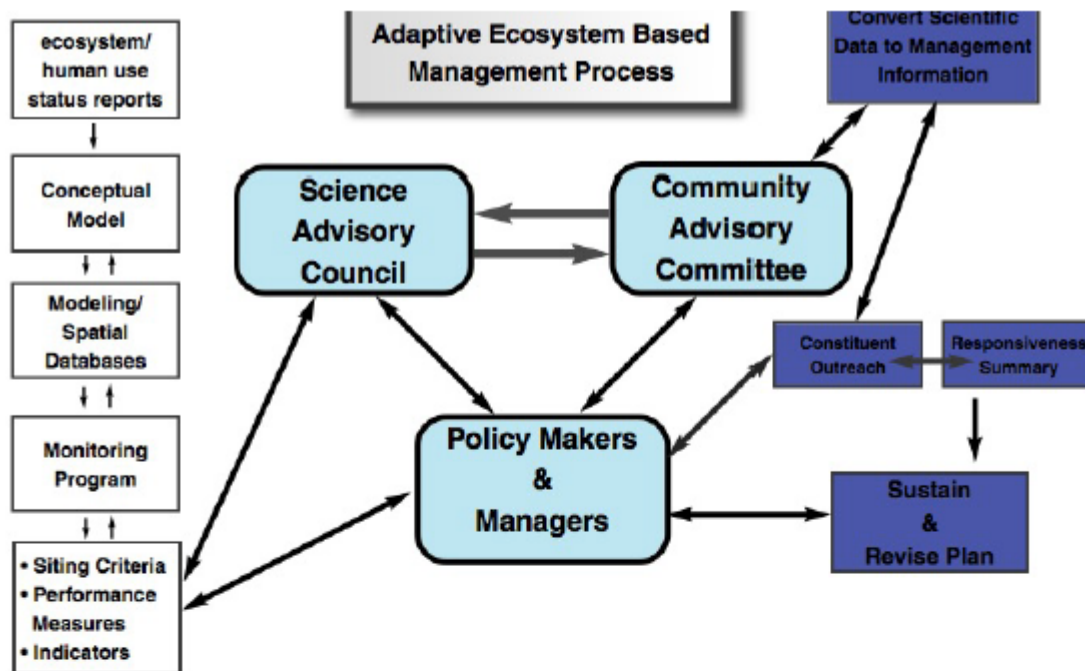 Adaptive Ecosystem Based
Management Process
Convert Scientific
Data to Management
Information
ecosystem/
human use
status reports
Conceptual
Model
Modeling/
Spatial
Databases
Monitoring
Program
• Siting Criteria
• Performance
Measures
• Indicators
Science
Advisory
Council
Community
Advisory
Committee
Policy Makers
&
Managers
Constituent
Outreach
Responsiveness
Summary
Sustain
&
Revise Plan